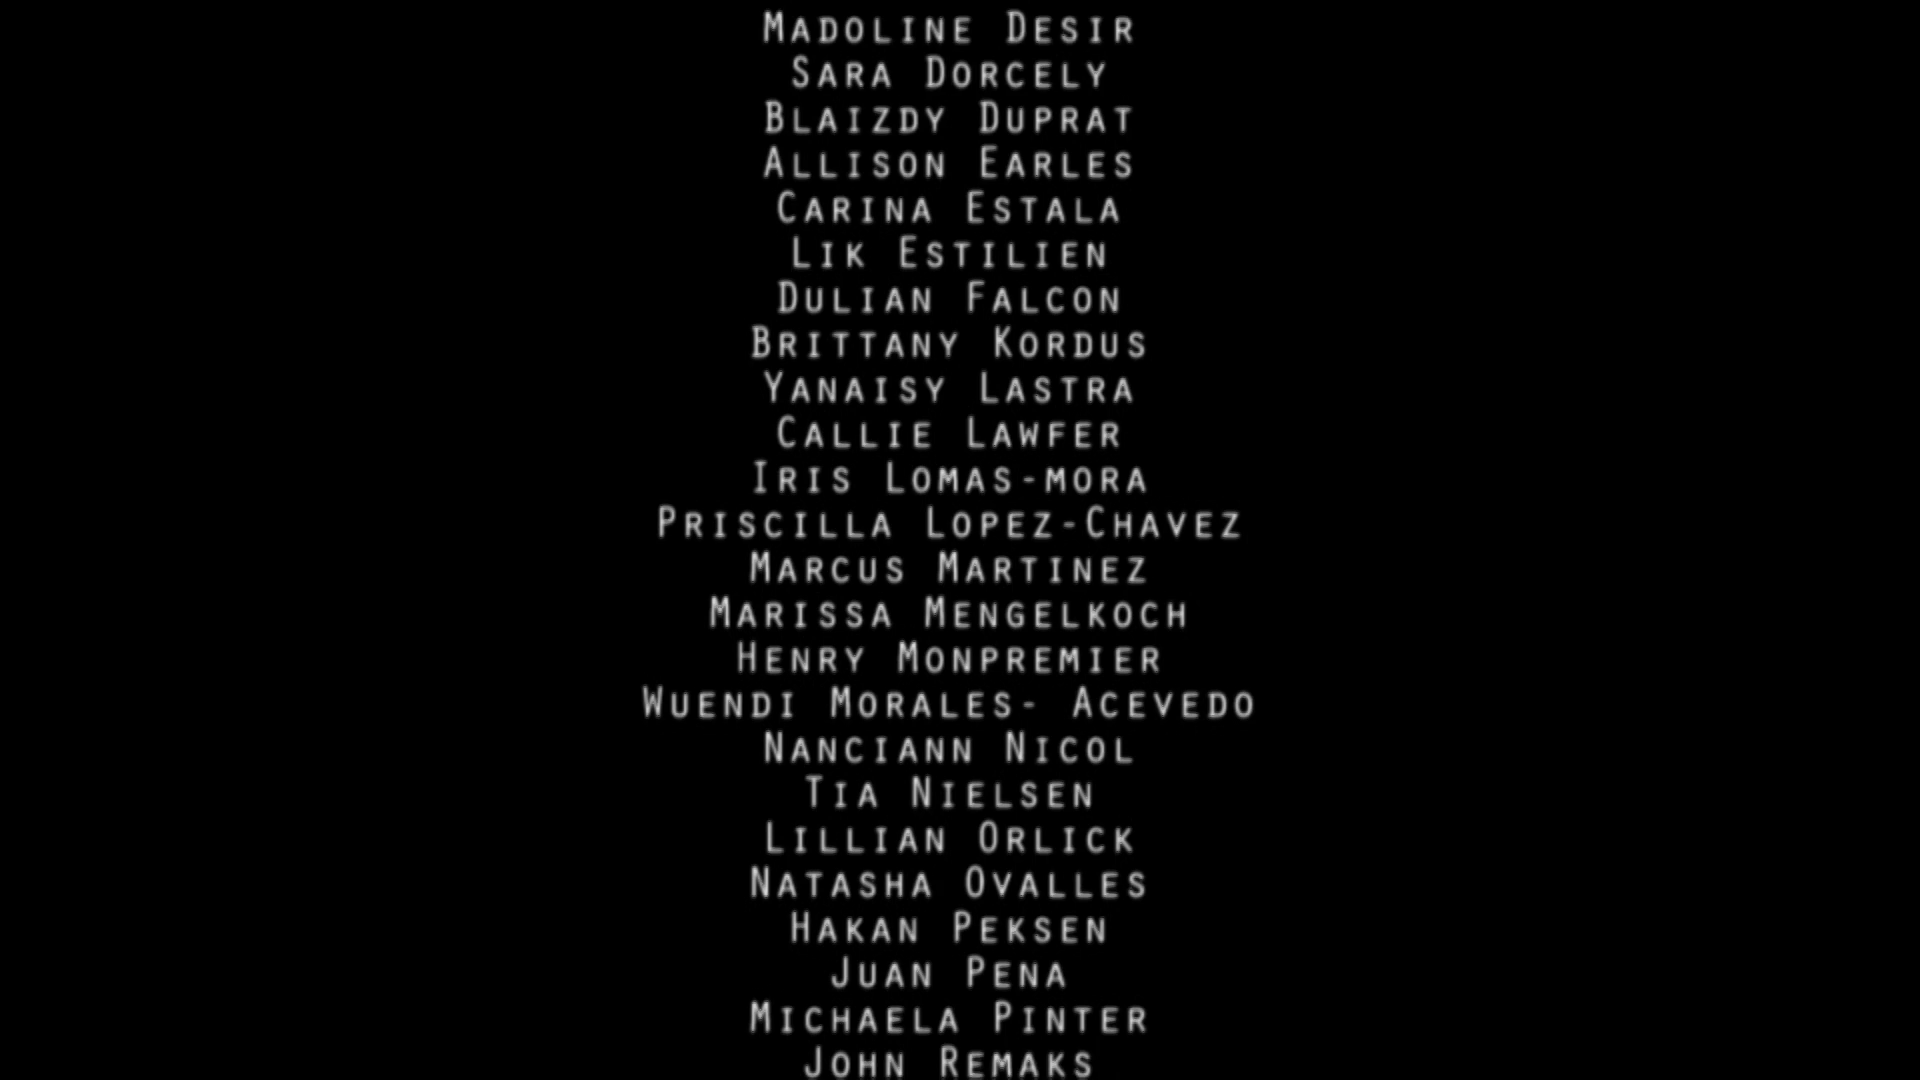 Madoline Desir
Sara Dorcely
Blaizdy Duprat
Allison Earles
Carina Estala
Lik Estilien
Dulian Falcon
Brittany Kordus
Yanaisy Lastra
Callie Lawfer
Iris Lomas-mora
Priscilla Lopez-Chavez
Marcus Martinez
Marissa Mengelkoch
Henry Monpremier
Wuendi Morales- Acevedo
Nanciann Nicol
Tia Nielsen
Lillian Orlick
Natasha Ovalles
Hakan Peksen
Juan Pena
Michaela Pinter
John Remaks